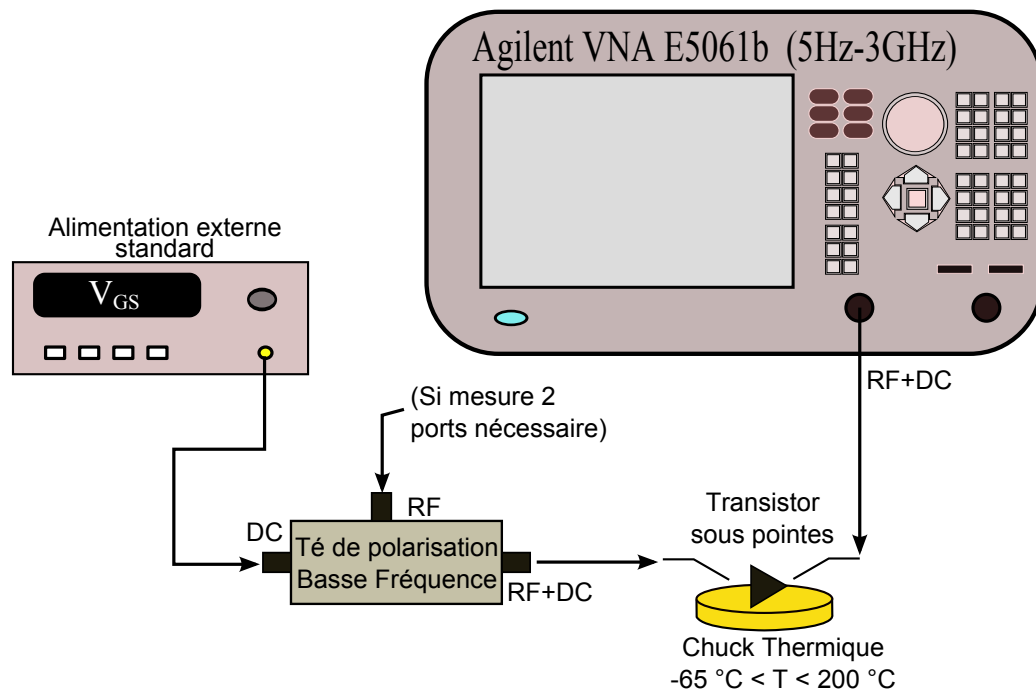 Agilent VNA E5061b (5Hz-3GHz)
Alimentation externe
standard
V_GS
RF+DC
(Si mesure 2
ports nécessaire)
RF
DC
Té de polarisation
Basse Fréquence
RF+DC
Transistor
sous pointes
Chuck Thermique
-65 °C < T < 200 °C